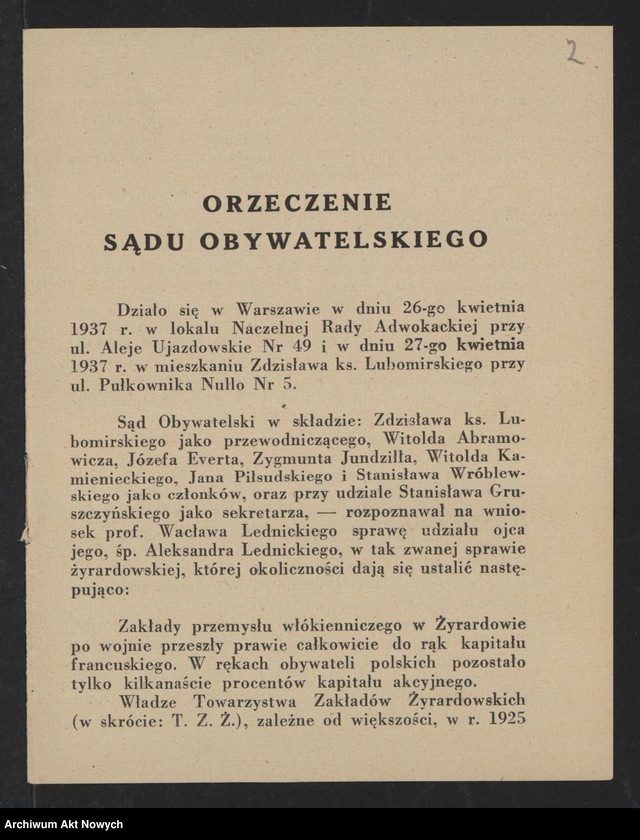 2.
ORZECZENIE
SĄDU OBYWATELSKIEGO
Działo się w Warszawie w dniu 26-go kwietnia
1937 r. w lokalu Naczelnej Rady Adwokackiej przy
ul. Aleje Ujazdowskie Nr 49 i w dniu 27-go kwietnia
1937 r. w mieszkaniu Zdzisława ks. Lubomirskiego przy
ul. Pułkownika Nullo Nr 5.
Sąd Obywatelski w składzie: Zdzisława ks. Lu-
bomirskiego jako przewodniczącego, Witolda Abramo-
wicza, Józefa Everta, Zygmunta Jundziłła, Witolda Ka-
mienieckiego, Jana Piłsudskiego i Stanisława Wróblew-
skiego jako członków, oraz przy udziale Stanisława Gru-
szczyńskiego jako sekretarza, — rozpoznawał na wnio-
sek prof. Wacława Lednickiego sprawę udziału ojca
jego, śp. Aleksandra Lednickiego, w tak zwanej sprawie
żyrardowskiej, której okoliczności dają się ustalić nastę-
pująco:
Zakłady przemysłu włókienniczego w Żyrardowie
po wojnie przeszły prawie całkowicie do rąk kapitału
francuskiego. W rękach obywateli polskich pozostało
tylko kilkanaście procentów kapitału akcyjnego.
Władze Towarzystwa Zakładów Żyrardowskich
(w skrócie: T. Z. Ż.), zależne od większości, w r. 1925
Archiwum Akt Nowych